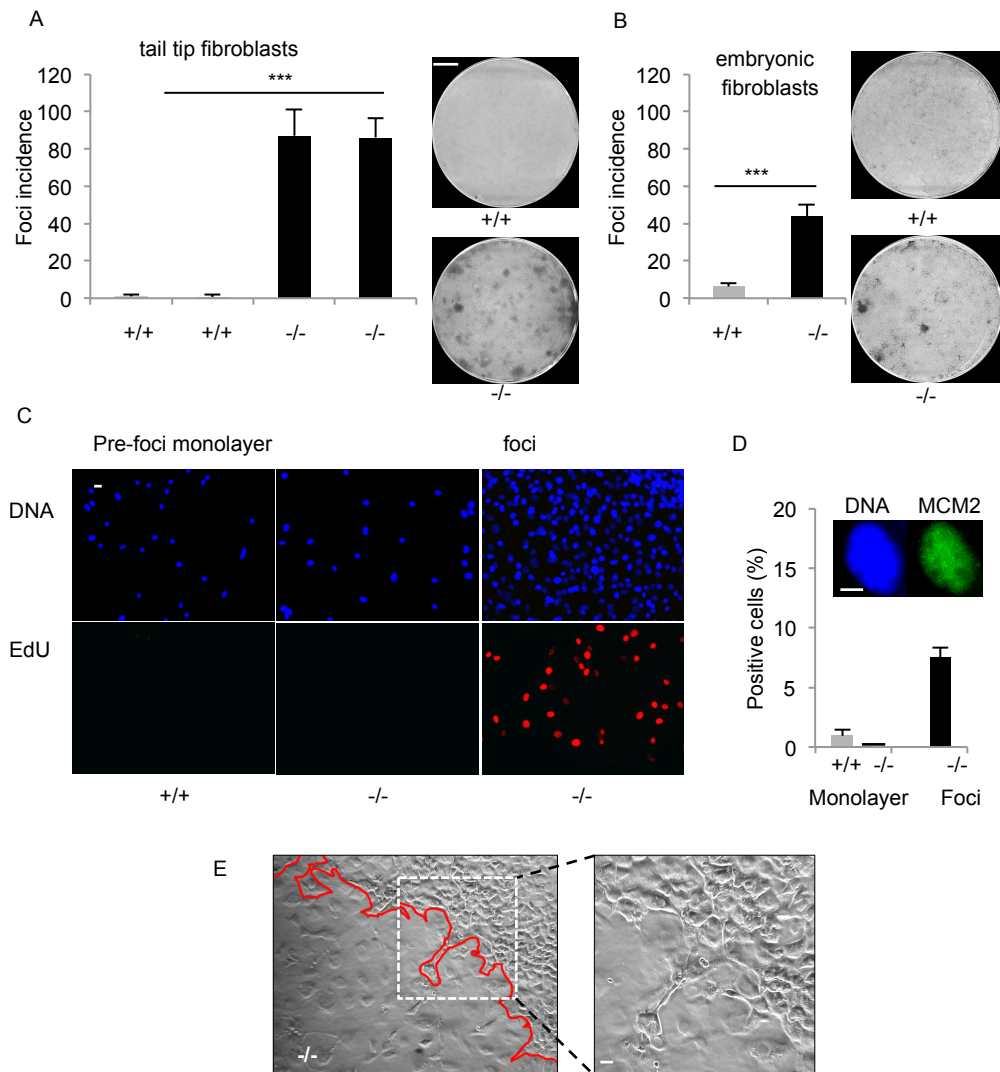 A
tail tip fibroblasts
Foci incidence
120
100
80
60
40
20
0
***
+/+
+/+
-/-
-/-
+/+
-/-
B
embryonic
fibroblasts
Foci incidence
120
100
80
60
40
20
0
***
+/+
-/-
+/+
-/-
C
Pre-foci monolayer
foci
DNA
EdU
+/+
-/-
-/-
D
DNA
MCM2
Positive cells (%)
20
15
10
5
0
+/+
-/-
-/-
Monolayer
Foci
E
-/-